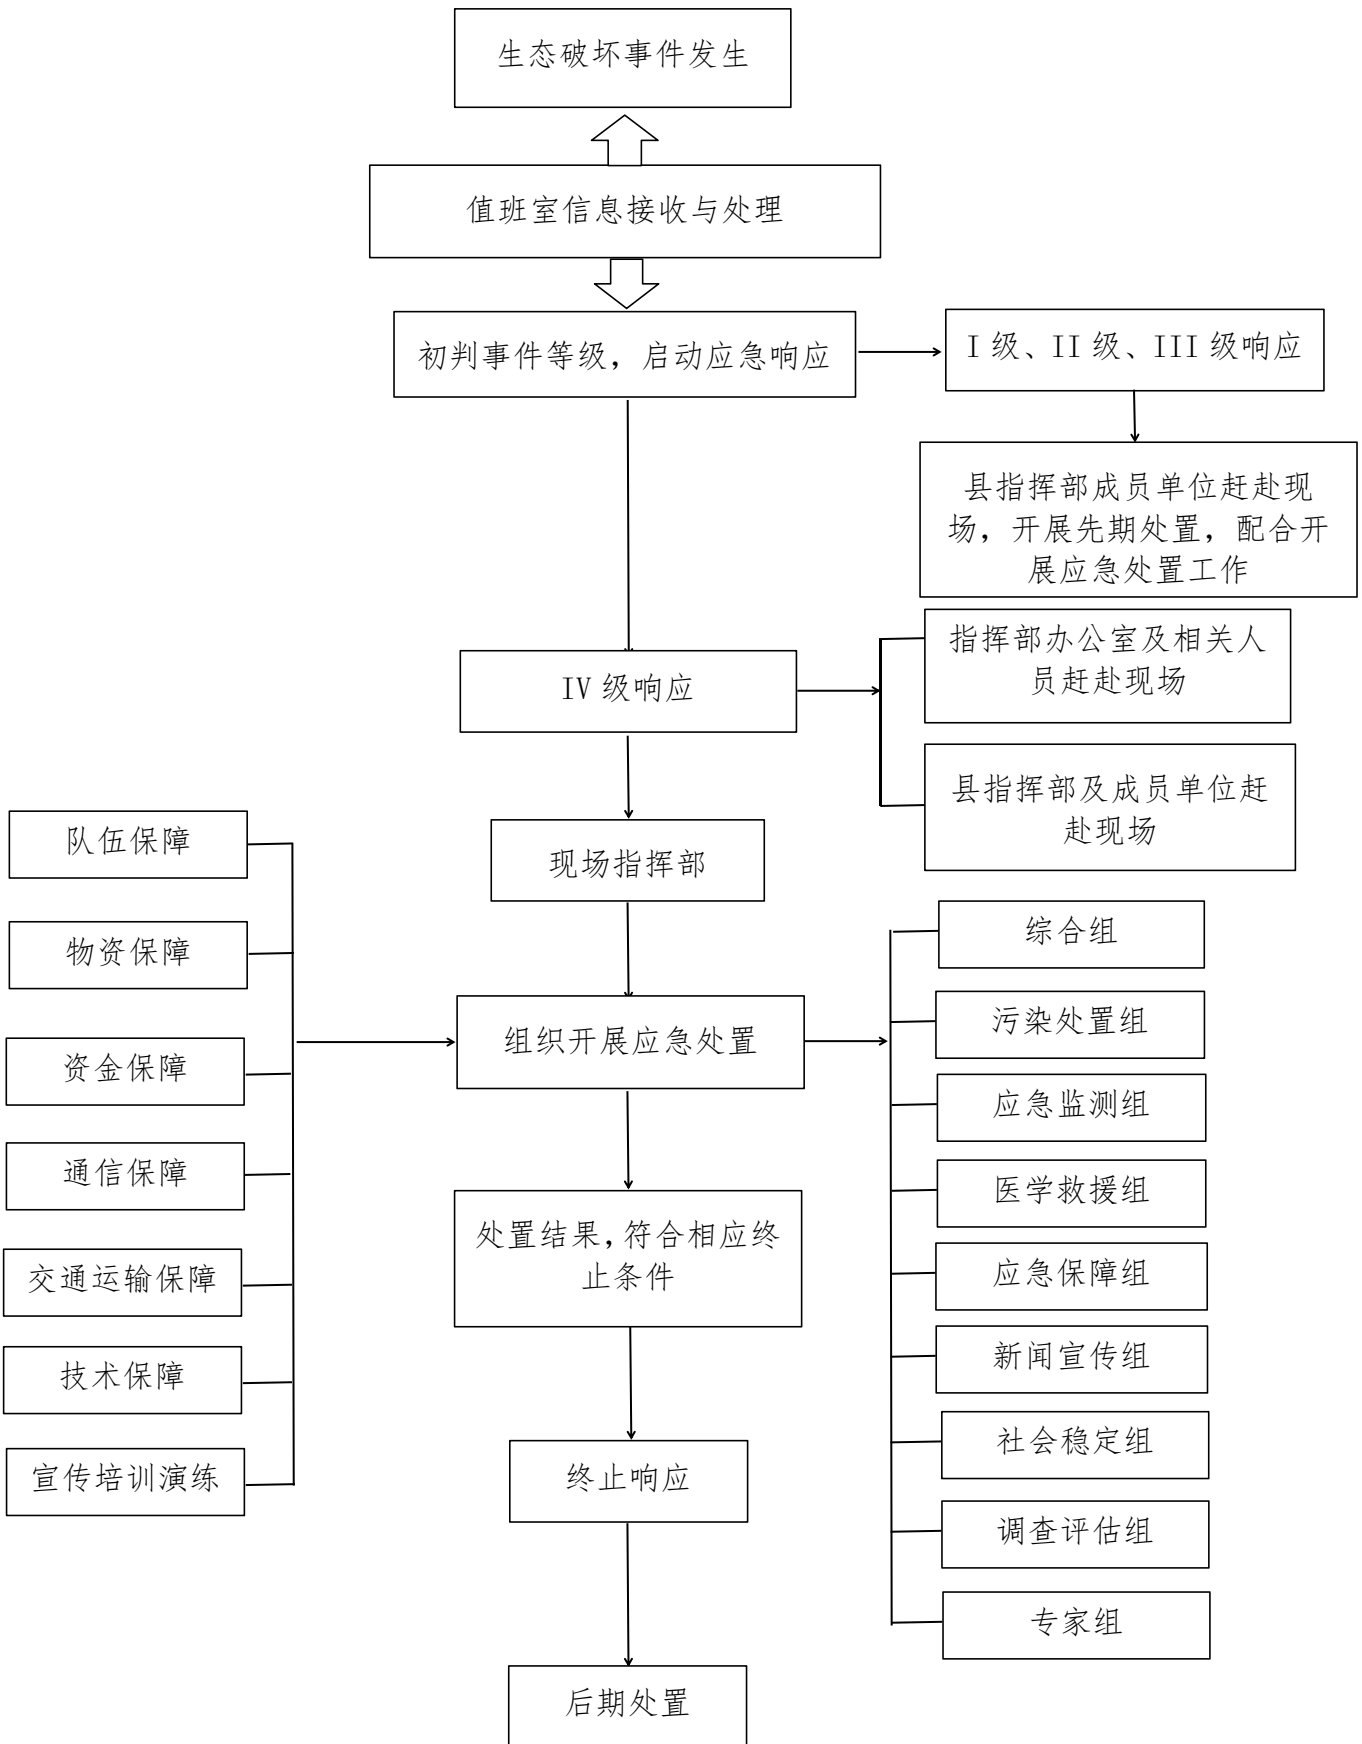 生态破坏事件发生
值班室信息接收与处理
初判事件等级，启动应急响应
I 级、II 级、III 级响应
县指挥部成员单位赶赴现
场，开展先期处置，配合开
展应急处置工作
IV 级响应
指挥部办公室及相关人
员赶赴现场
县指挥部及成员单位赶
赴现场
现场指挥部
队伍保障
物资保障
资金保障
通信保障
交通运输保障
技术保障
宣传培训演练
组织开展应急处置
综合组
污染处置组
应急监测组
医学救援组
应急保障组
新闻宣传组
社会稳定组
调查评估组
专家组
处置结果，符合相应终
止条件
终止响应
后期处置